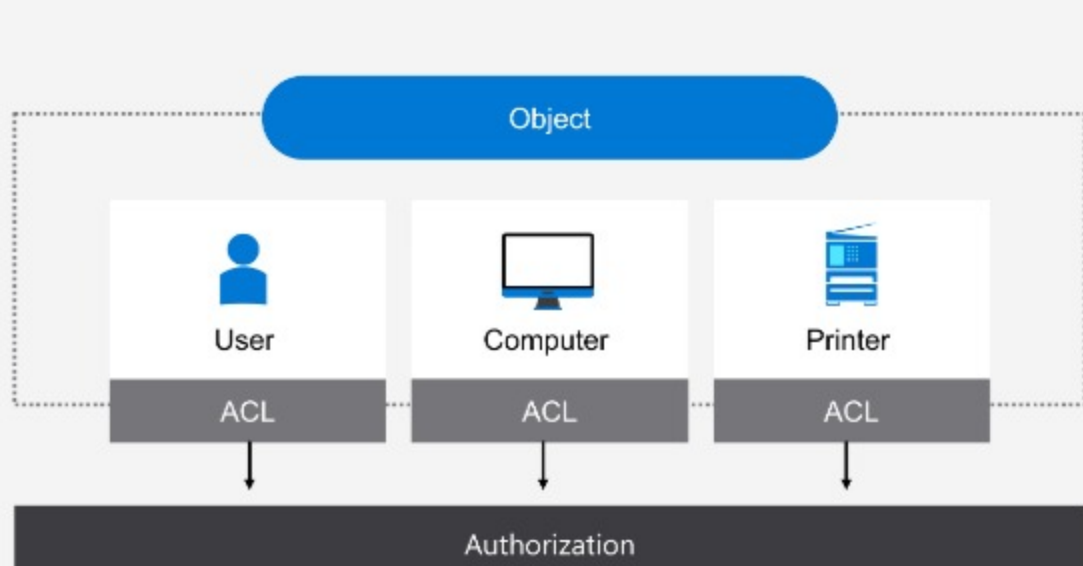 Object
User
Computer
Printer
ACL
ACL
ACL
Authorization